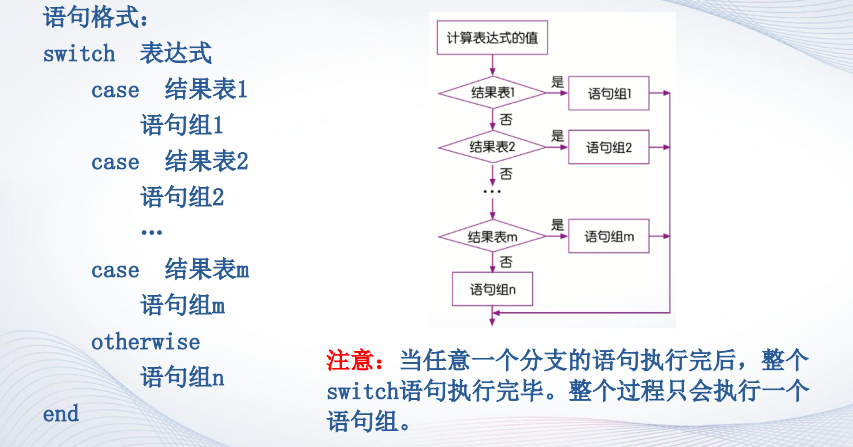 语句格式：
switch 表达式
case 结果表1
语句组1
case 结果表2
语句组2
…
case 结果表m
语句组m
otherwise
语句组n
end
计算表达式的值
结果表1
是
语句组1
否
结果表2
是
语句组2
否
…
结果表m
是
语句组m
否
语句组n
注意：当任意一个分支的语句执行完后，整个
switch语句执行完毕。整个过程只会执行一个
语句组。